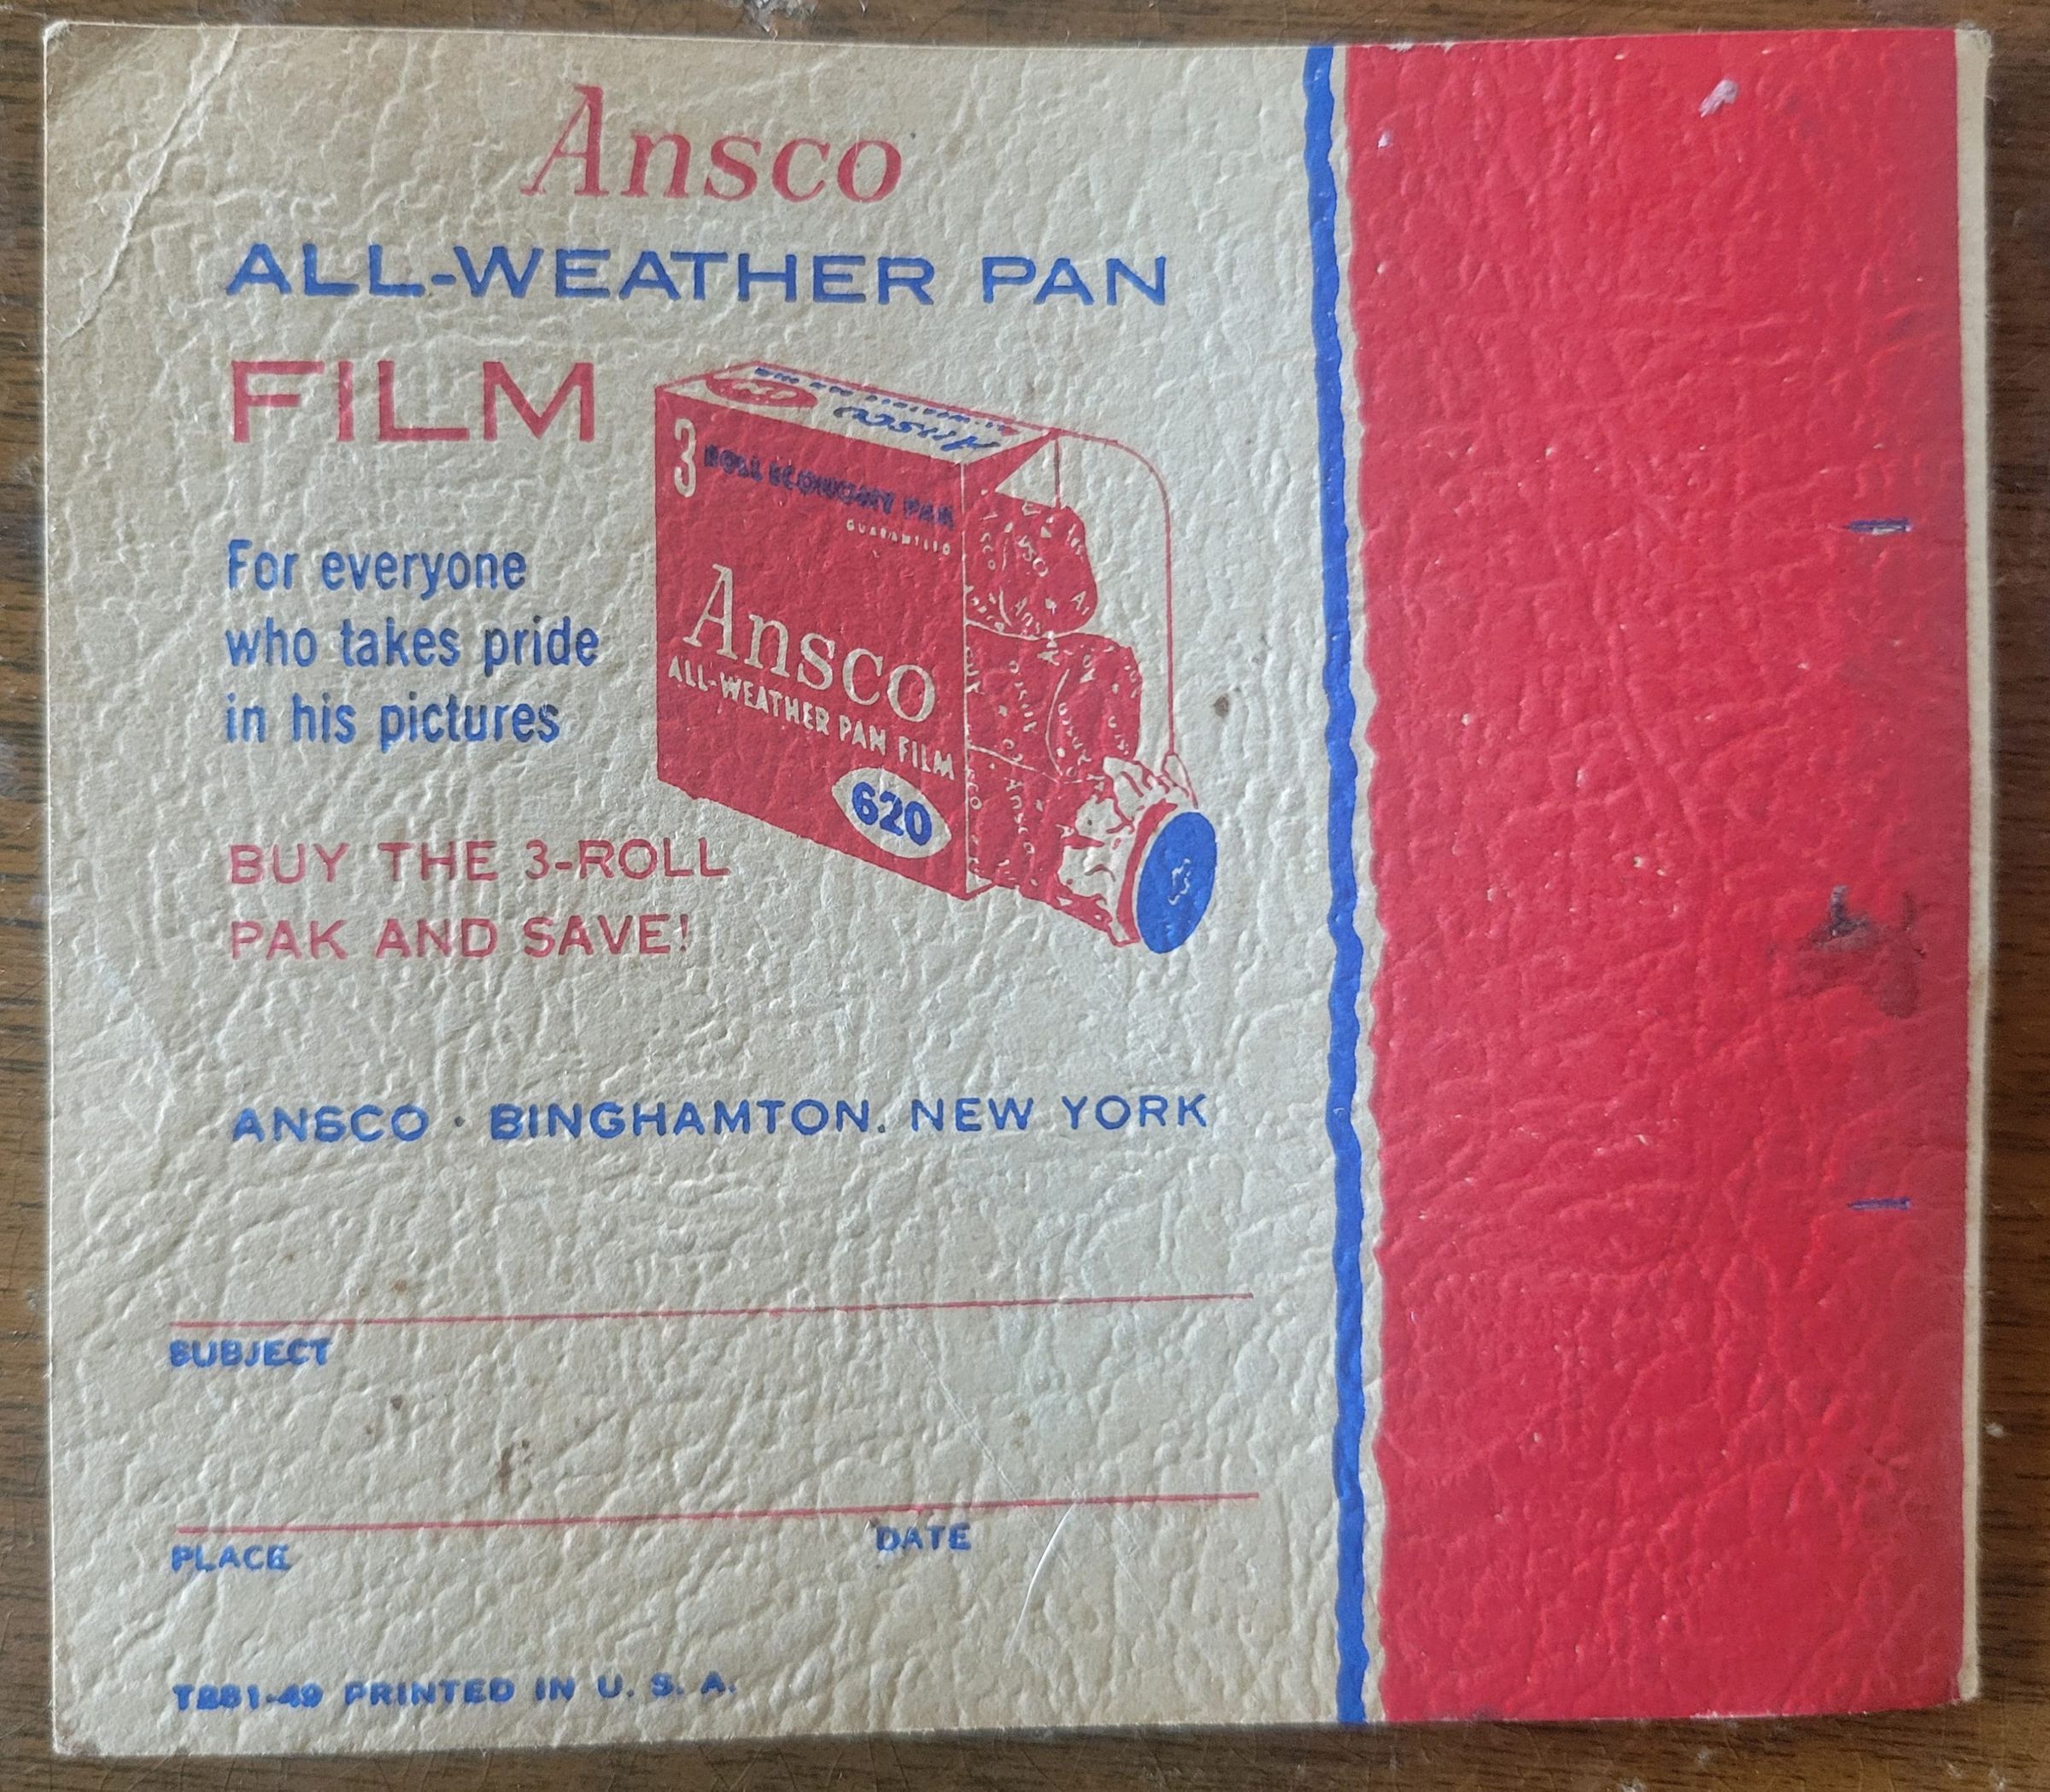 Ansco
ALL-WEATHER PAN
FILM
3 ROLL ECONOMY PAK
GUARANTEED
Ansco
ALL-WEATHER PAN FILM
620
Ansco
For everyone
who takes pride
in his pictures
BUY THE 3-ROLL
PAK AND SAVE!
ANSCO · BINGHAMTON, NEW YORK
SUBJECT
PLACE
DATE
PRINTED IN U. S. A.